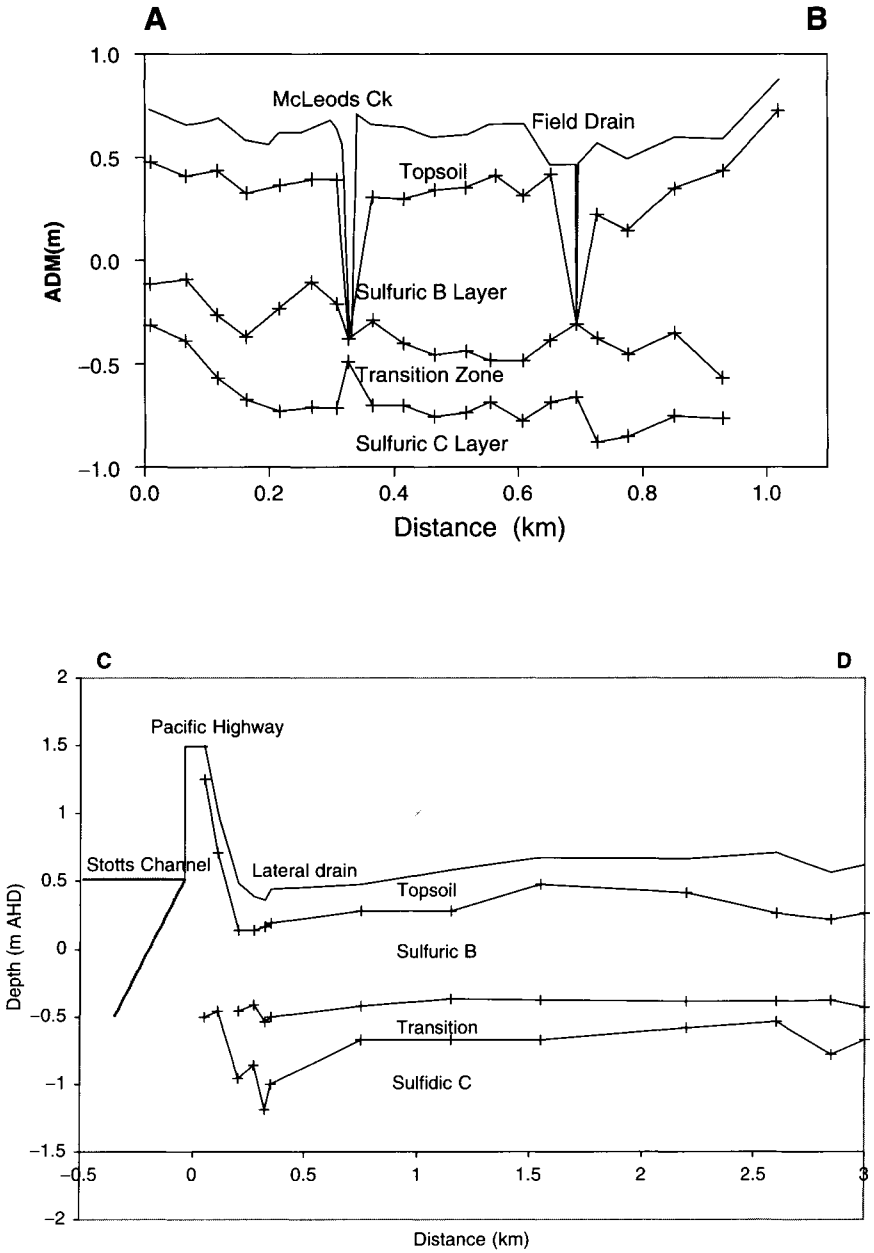 A B
1.0
McLeods Ck
Field Drain
0.5
Topsoil
ADM(m)
0.0
Sulfuric B Layer
−0.5
Transition Zone
Sulfuric C Layer
−1.0
0.0 0.2 0.4 0.6 0.8 1.0
Distance (km)
C D
2
Pacific Highway
1.5
1
Stotts Channel
Lateral drain
0.5
Topsoil
Depth (m AHD)
Sulfuric B
0
−0.5
Transition
Sulfidic C
−1
−1.5
−0.5 0 0.5 1 1.5 2 2.5 3
−2
Distance (km)